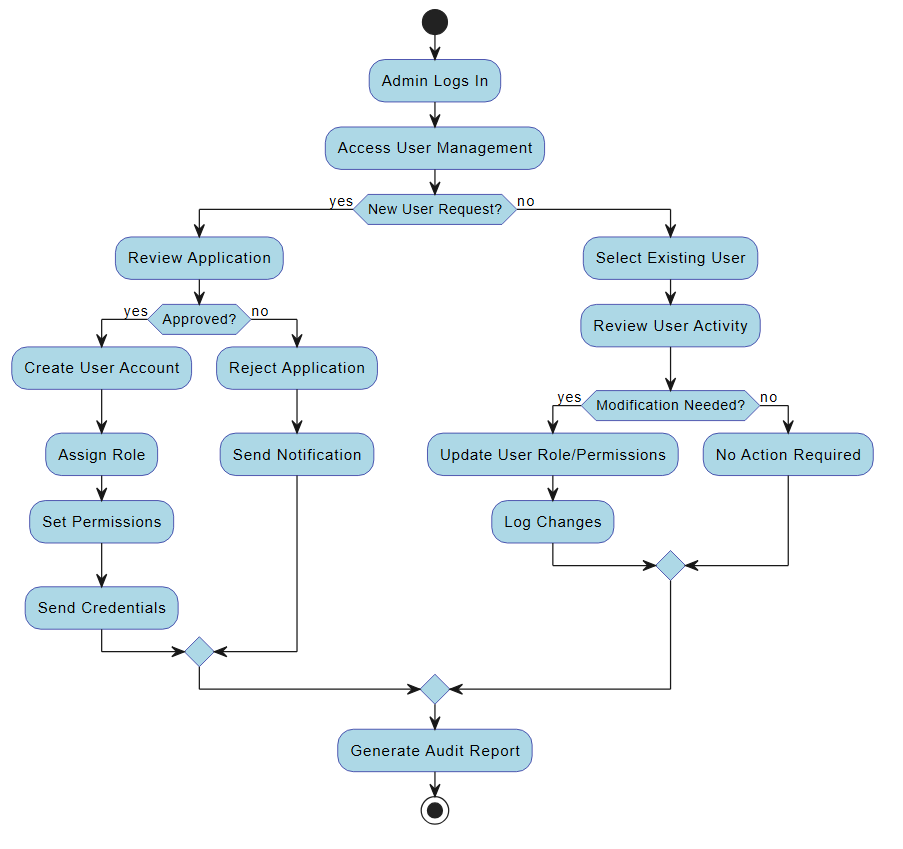 Admin Logs In
Access User Management
yes
New User Request?
no
Review Application
Select Existing User
yes
Approved?
no
Review User Activity
Create User Account
Reject Application
yes
Modification Needed?
no
Assign Role
Send Notification
Update User Role/Permissions
No Action Required
Set Permissions
Log Changes
Send Credentials
Generate Audit Report